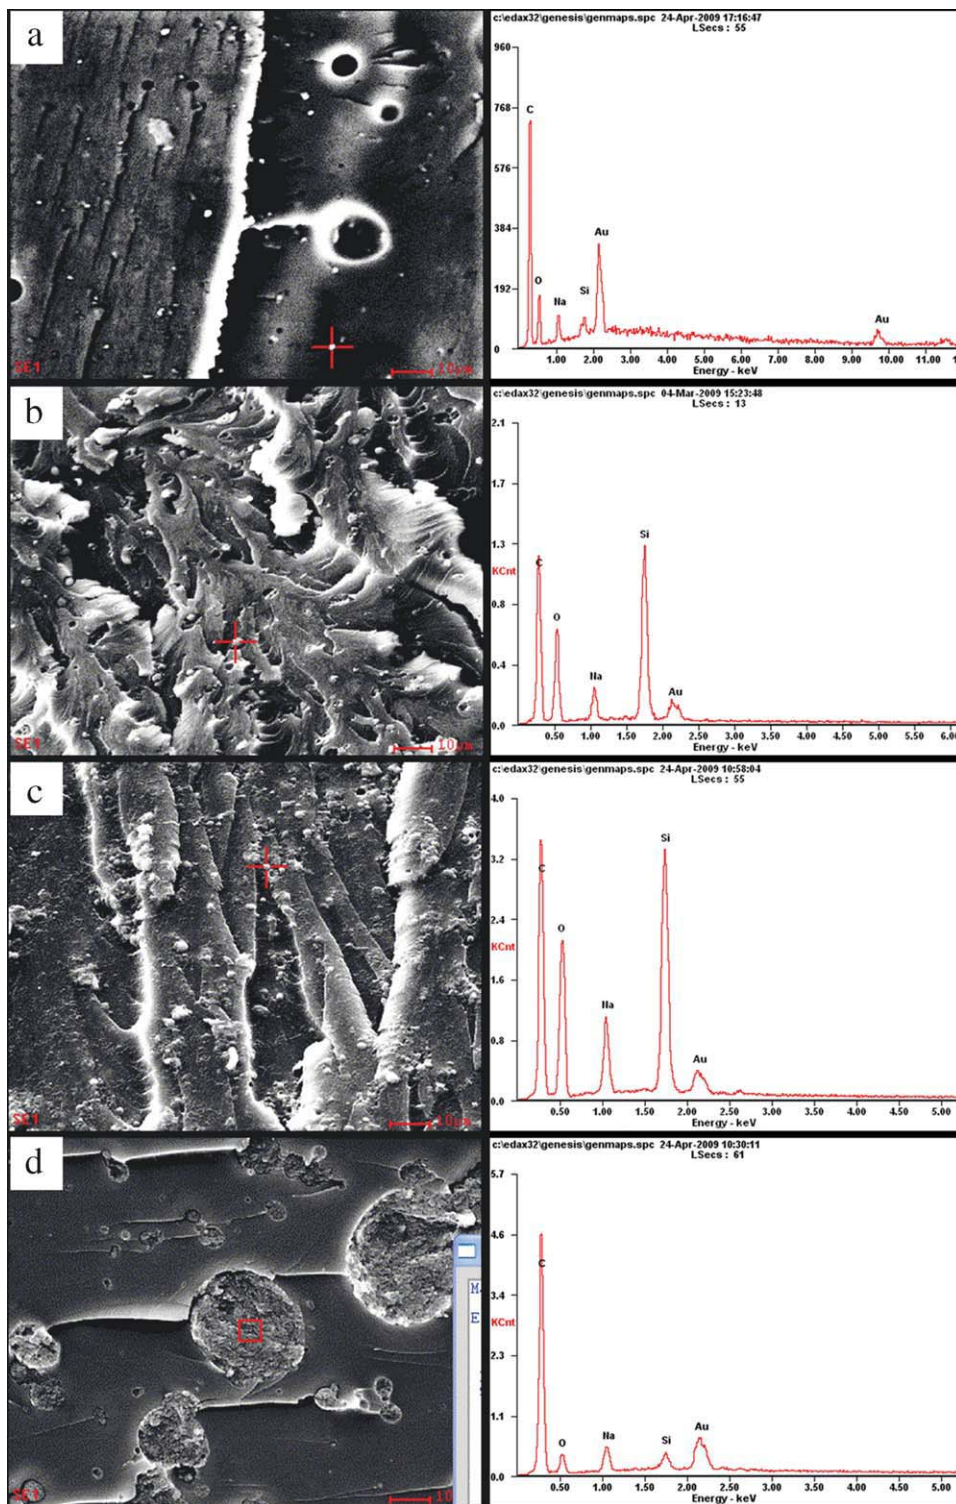 a
SE1
10µm
c:\edax32\genesis\genmaps.spc 24-Apr-2009 17:16:47
LSecs : 55
960
768
576
384
192
0
C
O
Na
Si
Au
Au
1.00 2.00 3.00 4.00 5.00 6.00 7.00 8.00 9.00 10.00 11.00
Energy - keV
b
SE1
10µm
c:\edax32\genesis\genmaps.spc 04-Mar-2009 15:23:48
LSecs : 13
2.1
1.7
1.3
KCnt
0.8
0.4
0.0
C
O
Na
Si
Au
0.50 1.00 1.50 2.00 2.50 3.00 3.50 4.00 4.50 5.00 5.50 6.0
Energy - keV
c
SE1
10µm
c:\edax32\genesis\genmaps.spc 24-Apr-2009 10:58:04
LSecs : 55
4.0
3.2
2.4
KCnt
1.6
0.8
0.0
C
O
Na
Si
Au
0.50 1.00 1.50 2.00 2.50 3.00 3.50 4.00 4.50 5.0
Energy - keV
d
SE1
10
M
E
c:\edax32\genesis\genmaps.spc 24-Apr-2009 10:30:11
LSecs : 61
5.7
4.6
3.4
KCnt
2.3
1.1
0.0
C
O
Na
Si
Au
0.50 1.00 1.50 2.00 2.50 3.00 3.50 4.00 4.50 5.0
Energy - keV